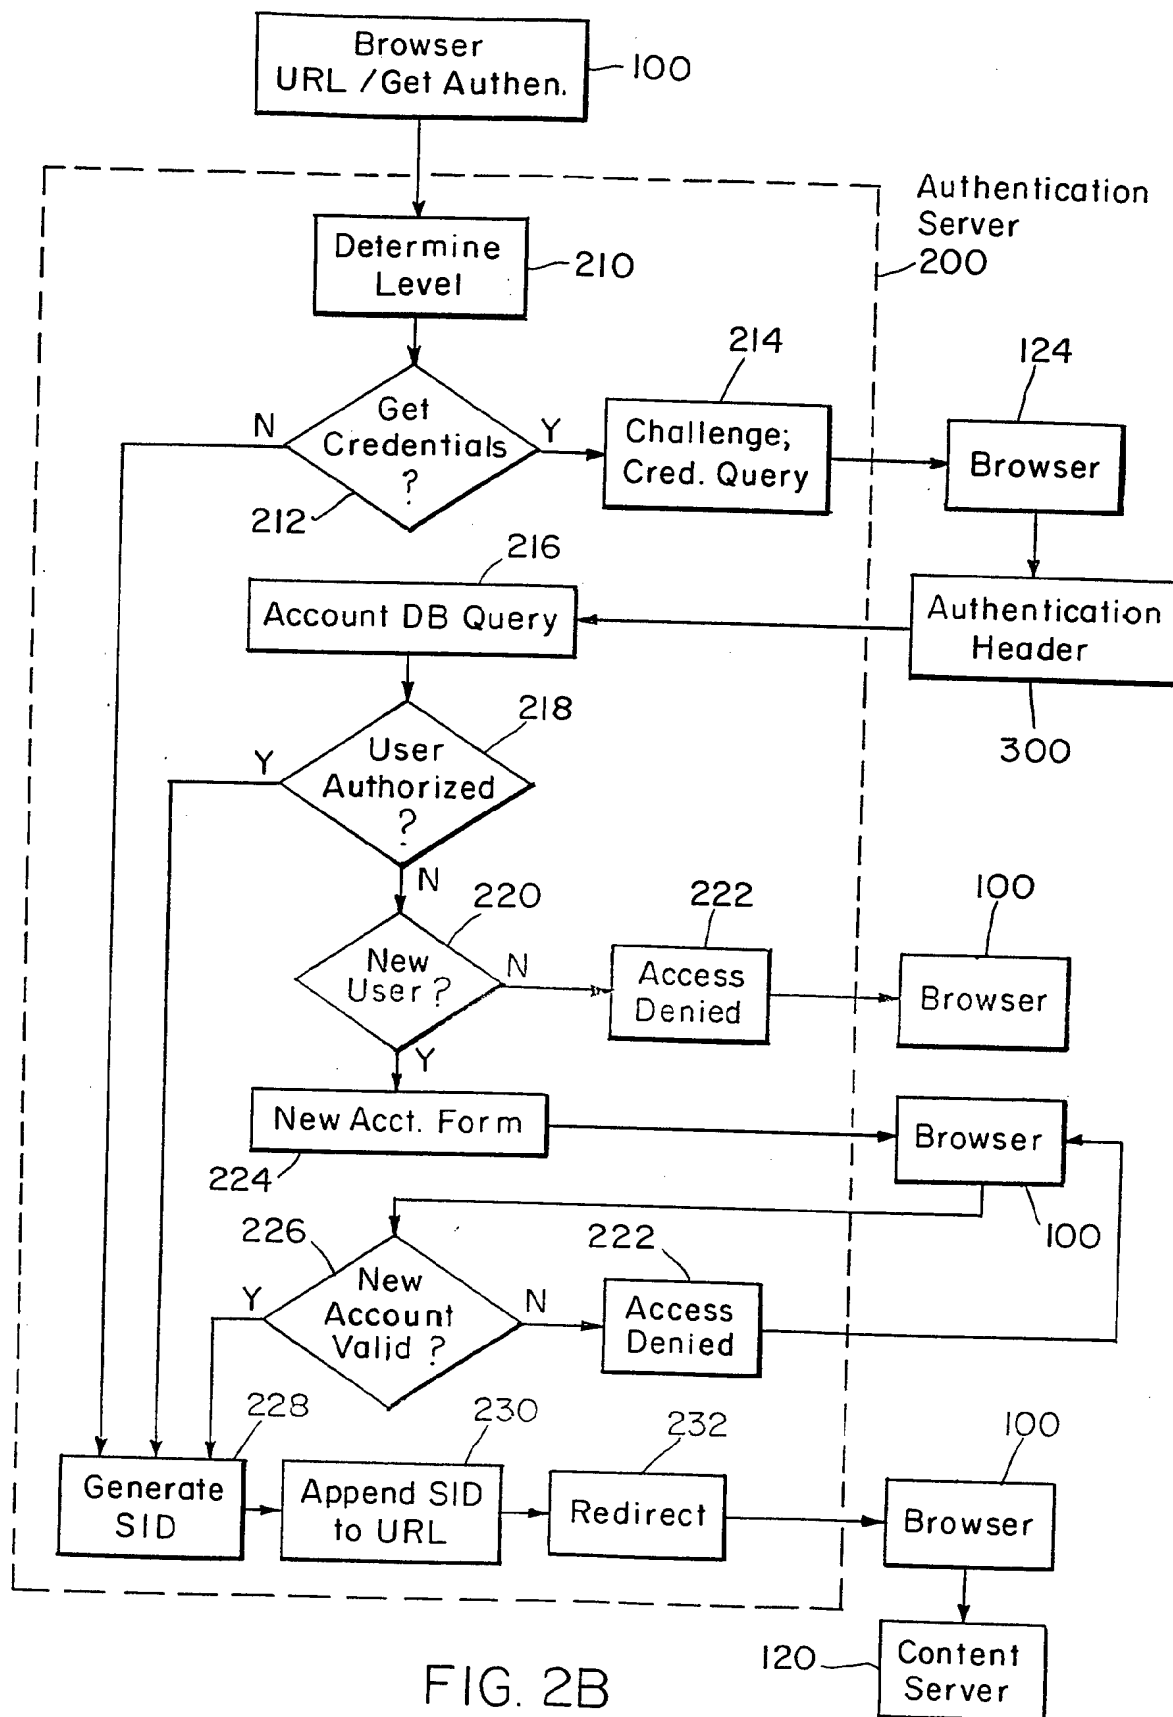 Browser
URL /Get Authen.
100
Authentication
Server
200
Determine
Level
210
214
124
N
Get
Credentials
?
Y
212
Challenge;
Cred. Query
Browser
216
Account DB Query
Authentication
Header
300
218
Y
User
Authorized
?
N
220
222
100
New
User ?
N
Access
Denied
Browser
Y
New Acct. Form
224
Browser
100
226
222
Y
New
Account
Valid ?
N
Access
Denied
228
230
232
100
Generate
SID
Append SID
to URL
Redirect
Browser
120
Content
Server
FIG. 2B